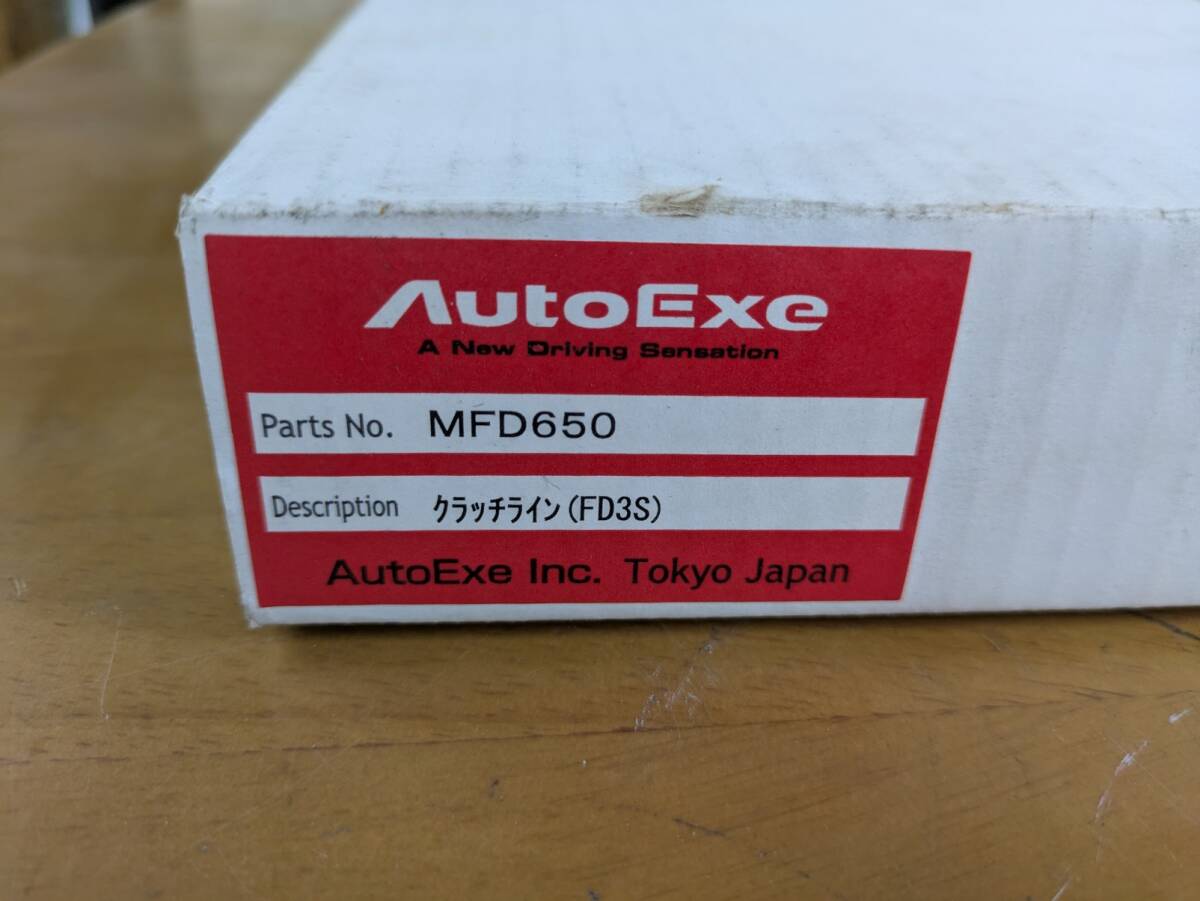 AutoExe
A New Driving Sensation
Parts No. MFD650
Description ｸﾗｯﾁﾗｲﾝ(FD3S)
AutoExe Inc. Tokyo Japan